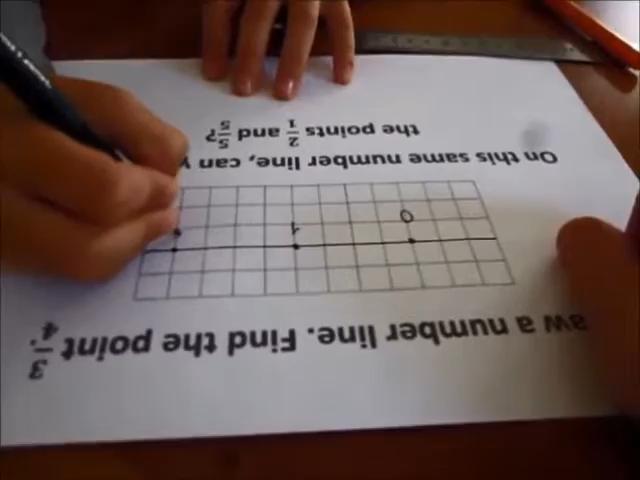 aw a number line. Find the point 3/4.
0 1
On this same number line, can
the points 1/2 and 5/5?